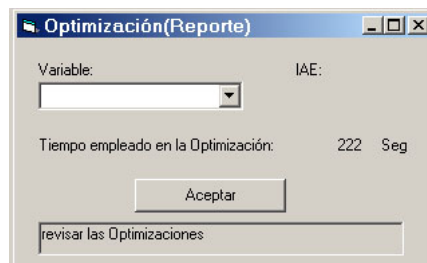 Optimización(Reporte)
Variable: IAE:
Tiempo empleado en la Optimización: 222 Seg
Aceptar
revisar las Optimizaciones